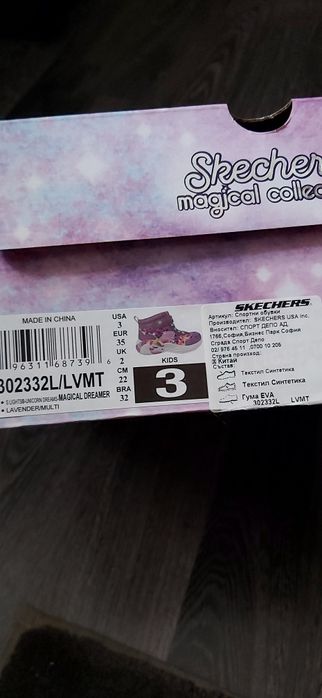 Skechers
magical collec
MADE IN CHINA
USA
3
EUR
35
UK
2
CM
22
BRA
32
KIDS
3
96311 68739 6
302332L/LVMT
• S LIGHTS®-UNICORN DREAMS-MAGICAL DREAMER
• LAVENDER/MULTI
SKECHERS
Артикул: Спортни обувки
Производител: SKECHERS USA Inc.
Вносител: СПОРТ ДЕПО АД,
1766, София, Бизнес Парк София
Сграда Спорт Депо
02/ 976 45 11 ,0700 10 205
Страна произход:
Китай
Състав:
Текстил Синтетика
Текстил Синтетика
Гума EVA
302332L LVMT